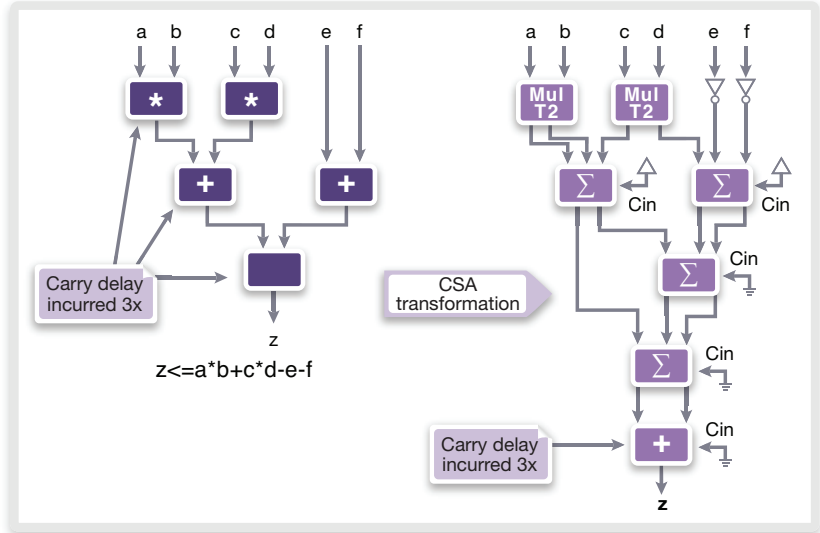 a b c d e f
* *
+ +
Carry delay
incurred 3x
z
z<=a*b+c*d-e-f
CSA
transformation
a b c d e f
Mul
T2
Mul
T2
Σ Cin Σ Cin
Σ Cin
Σ Cin
Carry delay
incurred 3x
+ Cin
z